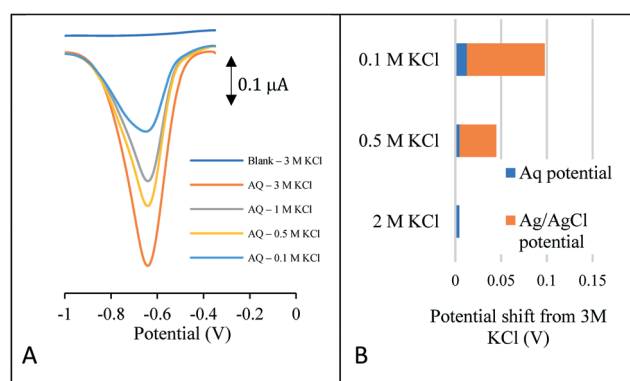 0.1 μA
Blank – 3 M KCl
AQ – 3 M KCl
AQ – 1 M KCl
AQ – 0.5 M KCl
AQ – 0.1 M KCl
-1 -0.8 -0.6 -0.4 -0.2 0
Potential (V)
A
B
0.1 M KCl
0.5 M KCl
2 M KCl
Aq potential
Ag/AgCl
potential
0 0.05 0.1 0.15
Potential shift from 3M
KCl (V)